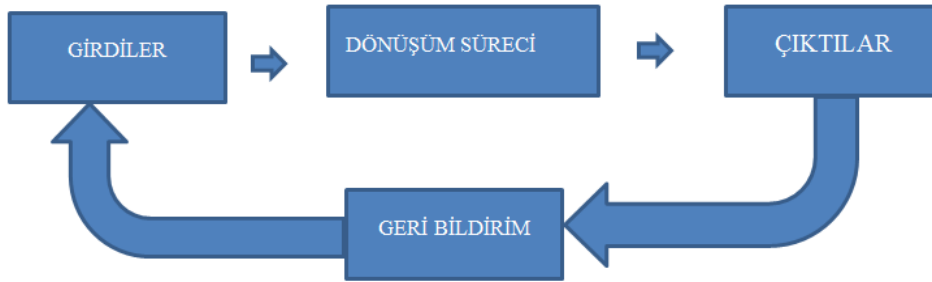 GİRDİLER
DÖNÜŞÜM SÜRECİ
ÇIKTILAR
GERİ BİLDİRİM